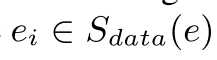 e_i ∈ S_{data}(e)